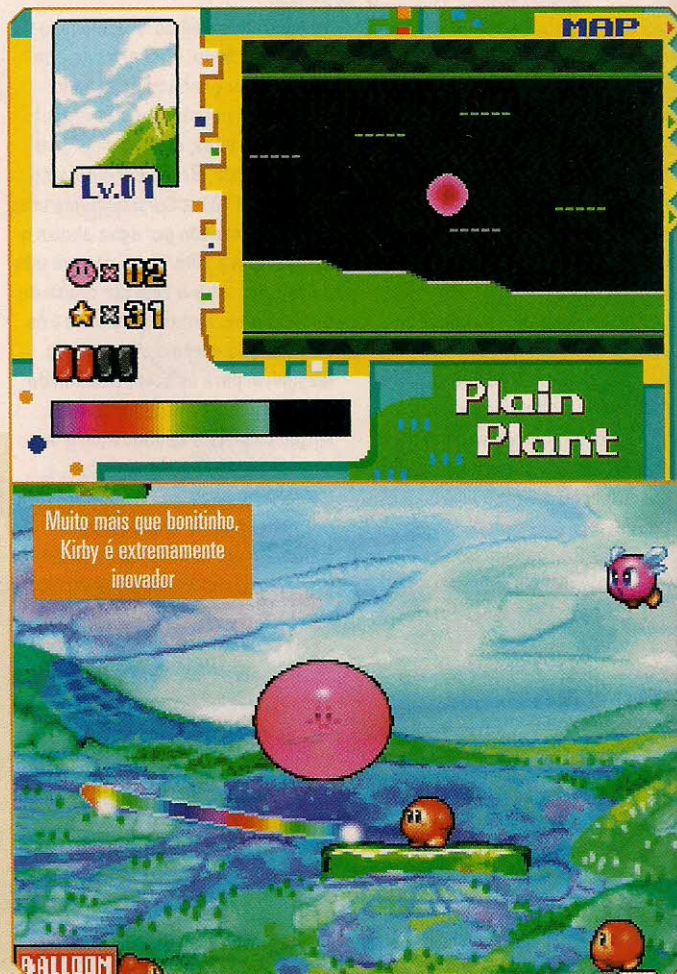 MAP
Lv.01
×02
×31
Plain
Plant
Muito mais que bonitinho,
Kirby é extremamente
inovador
BALLOON